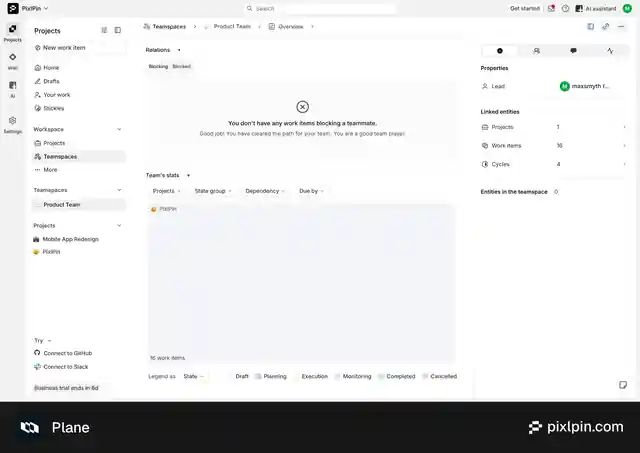 PixlPin
Search
Get started
AI assistant
M
Projects
Wiki
AI
Settings
Projects
New work item
Home
Drafts
Your work
Stickies
Workspace
Projects
Teamspaces
More
Teamspaces
Product Team
Projects
Mobile App Redesign
PixlPin
Try
Connect to GitHub
Connect to Slack
Business trial ends in 6d
Teamspaces
Product Team
Overview
Relations
Blocking Blocked
You don't have any work items blocking a teammate.
Good job! You have cleared the path for your team. You are a good team player.
Team's stats
Projects State group Dependency Due by
PixlPin
16 work items
Legend as State Draft Planning Execution Monitoring Completed Cancelled
Properties
Lead M maxsmyth (...
Linked entities
Projects 1
Work items 16
Cycles 4
Entities in the teamspace 0
Plane
pixlpin.com